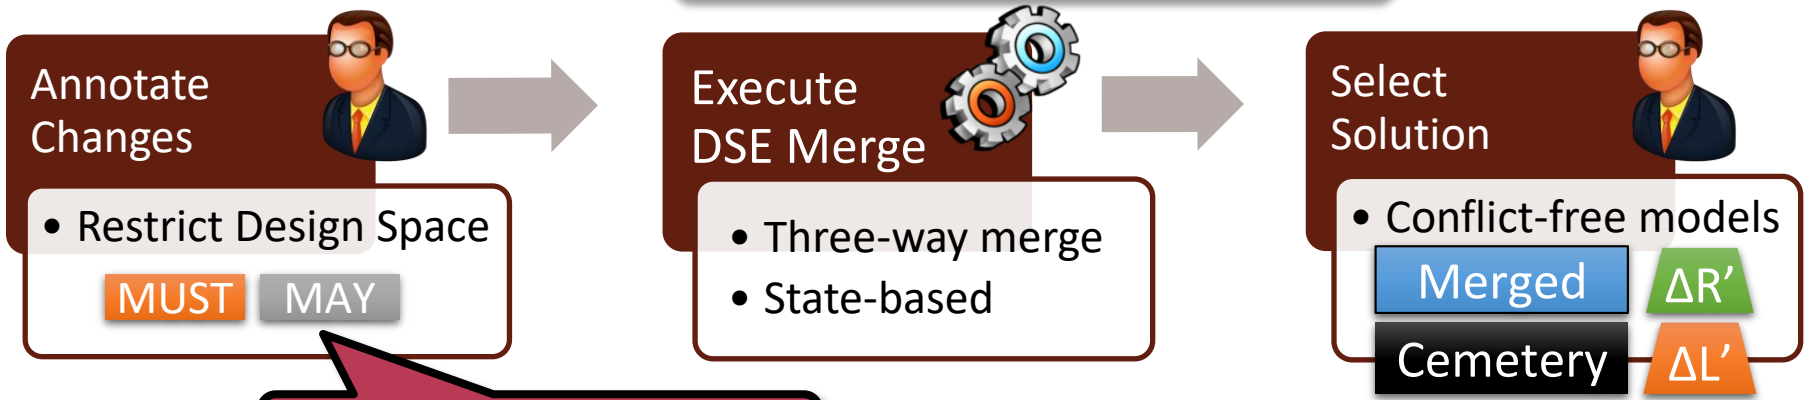 Annotate
Changes
• Restrict Design Space
MUST MAY
Execute
DSE Merge
• Three-way merge
• State-based
Select
Solution
• Conflict-free models
Merged ΔR’
Cemetery ΔL’